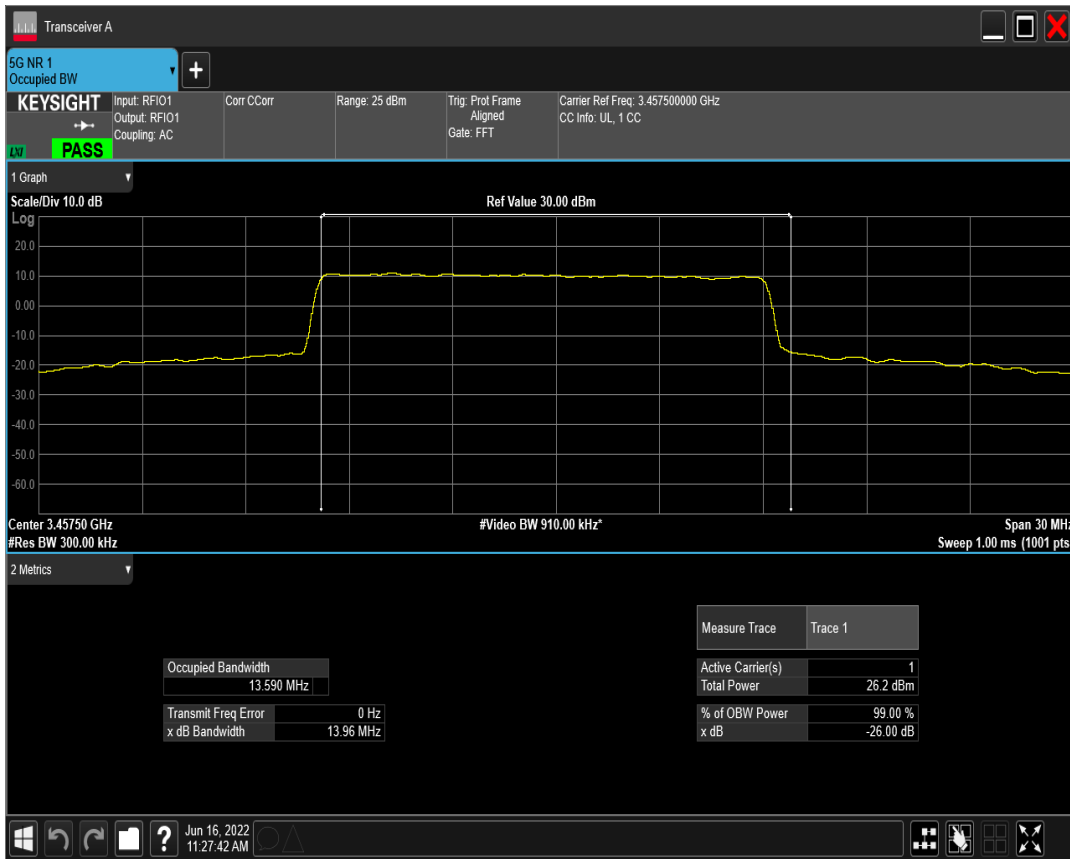 Transceiver A
5G NR 1
Occupied BW
+
KEYSIGHT
LXI
PASS
Input: RFIO1
Output: RFIO1
Coupling: AC
Corr CCorr
Range: 25 dBm
Trig: Prot Frame
Aligned
Gate: FFT
Carrier Ref Freq: 3.457500000 GHz
CC Info: UL, 1 CC
1 Graph
Scale/Div 10.0 dB
Ref Value 30.00 dBm
Log
20.0
10.0
0.00
-10.0
-20.0
-30.0
-40.0
-50.0
-60.0
Center 3.45750 GHz
#Video BW 910.00 kHz*
Span 30 MHz
#Res BW 300.00 kHz
Sweep 1.00 ms (1001 pts
2 Metrics
Measure Trace Trace 1
Occupied Bandwidth
13.590 MHz
Active Carrier(s) 1
Total Power 26.2 dBm
Transmit Freq Error 0 Hz
x dB Bandwidth 13.96 MHz
% of OBW Power 99.00 %
x dB -26.00 dB
?
Jun 16, 2022
11:27:42 AM